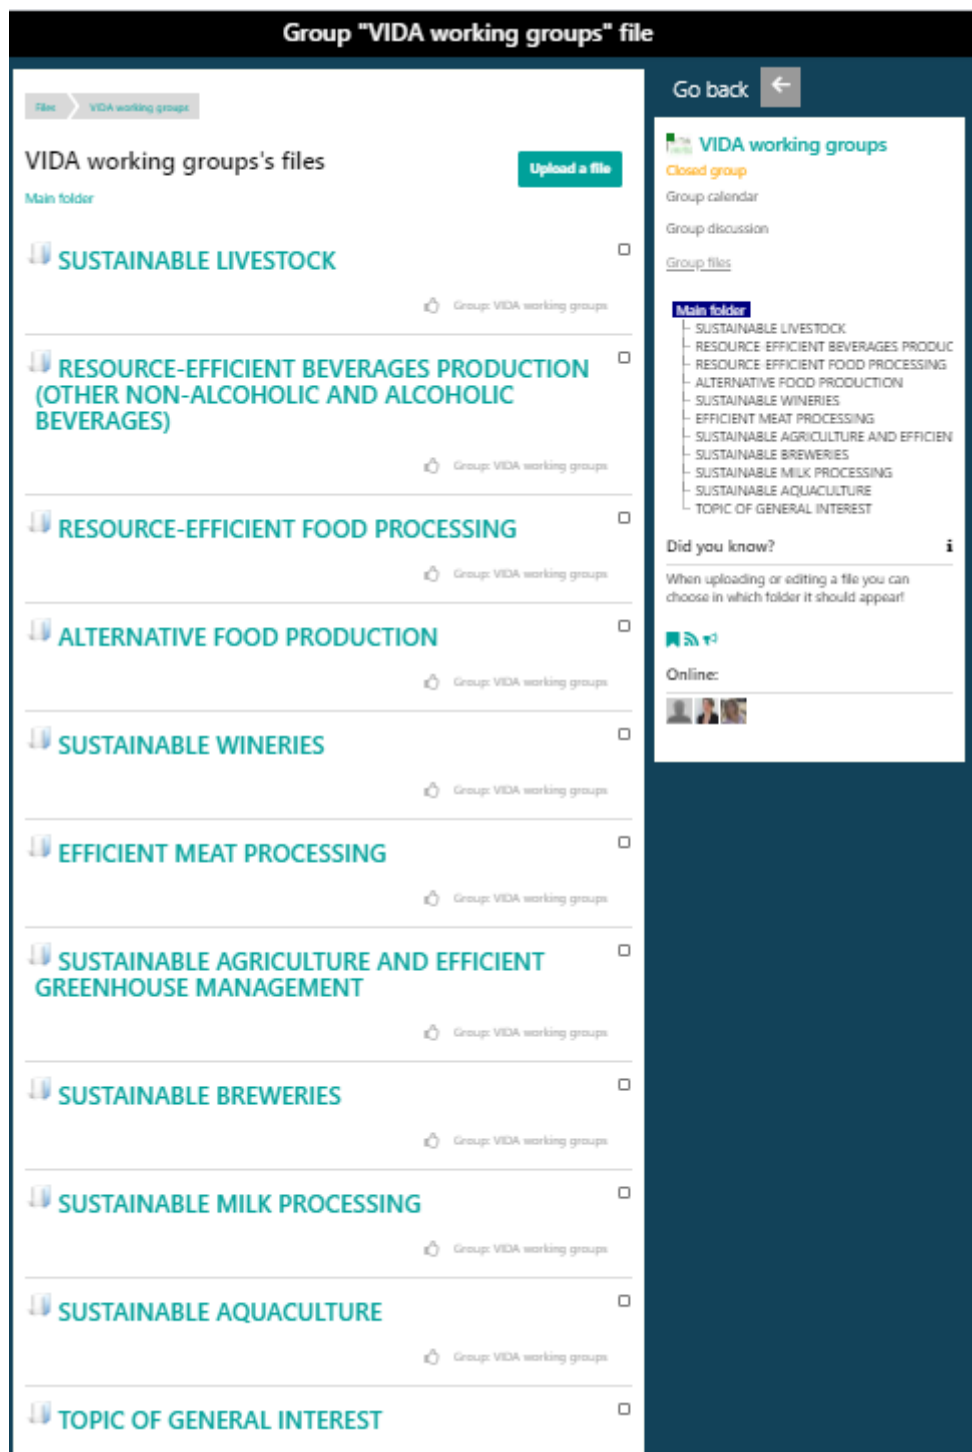 Group "VIDA working groups" file
Files
VIDA working groups
VIDA working groups's files
Upload a file
Main folder
SUSTAINABLE LIVESTOCK
Group: VIDA working groups
RESOURCE-EFFICIENT BEVERAGES PRODUCTION
(OTHER NON-ALCOHOLIC AND ALCOHOLIC
BEVERAGES)
Group: VIDA working groups
RESOURCE-EFFICIENT FOOD PROCESSING
Group: VIDA working groups
ALTERNATIVE FOOD PRODUCTION
Group: VIDA working groups
SUSTAINABLE WINERIES
Group: VIDA working groups
EFFICIENT MEAT PROCESSING
Group: VIDA working groups
SUSTAINABLE AGRICULTURE AND EFFICIENT
GREENHOUSE MANAGEMENT
Group: VIDA working groups
SUSTAINABLE BREWERIES
Group: VIDA working groups
SUSTAINABLE MILK PROCESSING
Group: VIDA working groups
SUSTAINABLE AQUACULTURE
Group: VIDA working groups
TOPIC OF GENERAL INTEREST
Go back
VIDA working groups
Closed group
Group calendar
Group discussion
Group files
Main folder
SUSTAINABLE LIVESTOCK
RESOURCE-EFFICIENT BEVERAGES PRODUC
RESOURCE-EFFICIENT FOOD PROCESSING
ALTERNATIVE FOOD PRODUCTION
SUSTAINABLE WINERIES
EFFICIENT MEAT PROCESSING
SUSTAINABLE AGRICULTURE AND EFFICIEN
SUSTAINABLE BREWERIES
SUSTAINABLE MILK PROCESSING
SUSTAINABLE AQUACULTURE
TOPIC OF GENERAL INTEREST
Did you know?
When uploading or editing a file you can
choose in which folder it should appear!
Online: